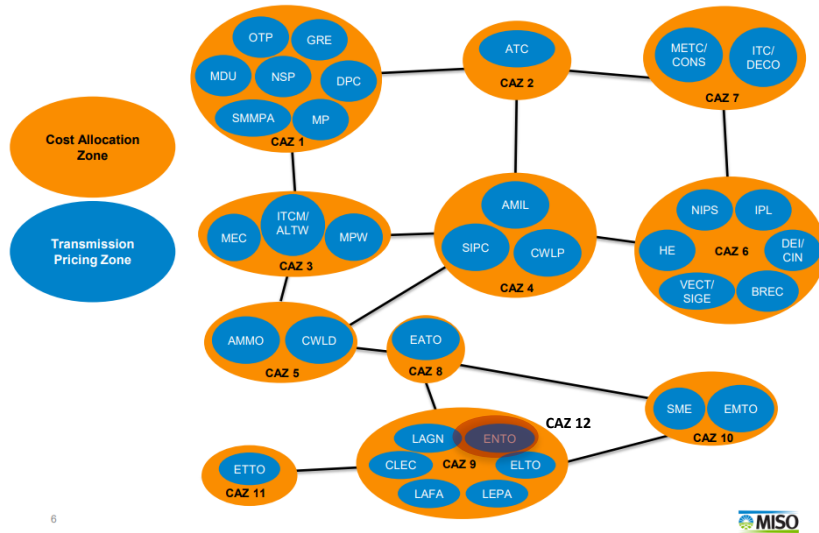 OTP
GRE
MDU
NSP
DPC
SMMPA
MP
CAZ 1
ATC
CAZ 2
METC/
CONS
ITC/
DECO
CAZ 7
Cost Allocation
Zone
Transmission
Pricing Zone
MEC
ITCM/
ALTW
MPW
CAZ 3
AMIL
SIPC
CWLP
CAZ 4
NIPS
IPL
HE
CAZ 6
DEI/
CIN
VECT/
SIGE
BREC
AMMO
CWLD
CAZ 5
EATO
CAZ 8
SME
EMTO
CAZ 10
CAZ 12
LAGN
ENTO
CLEC
CAZ 9
ELTO
LAFA
LEPA
ETTO
CAZ 11
6
MISO